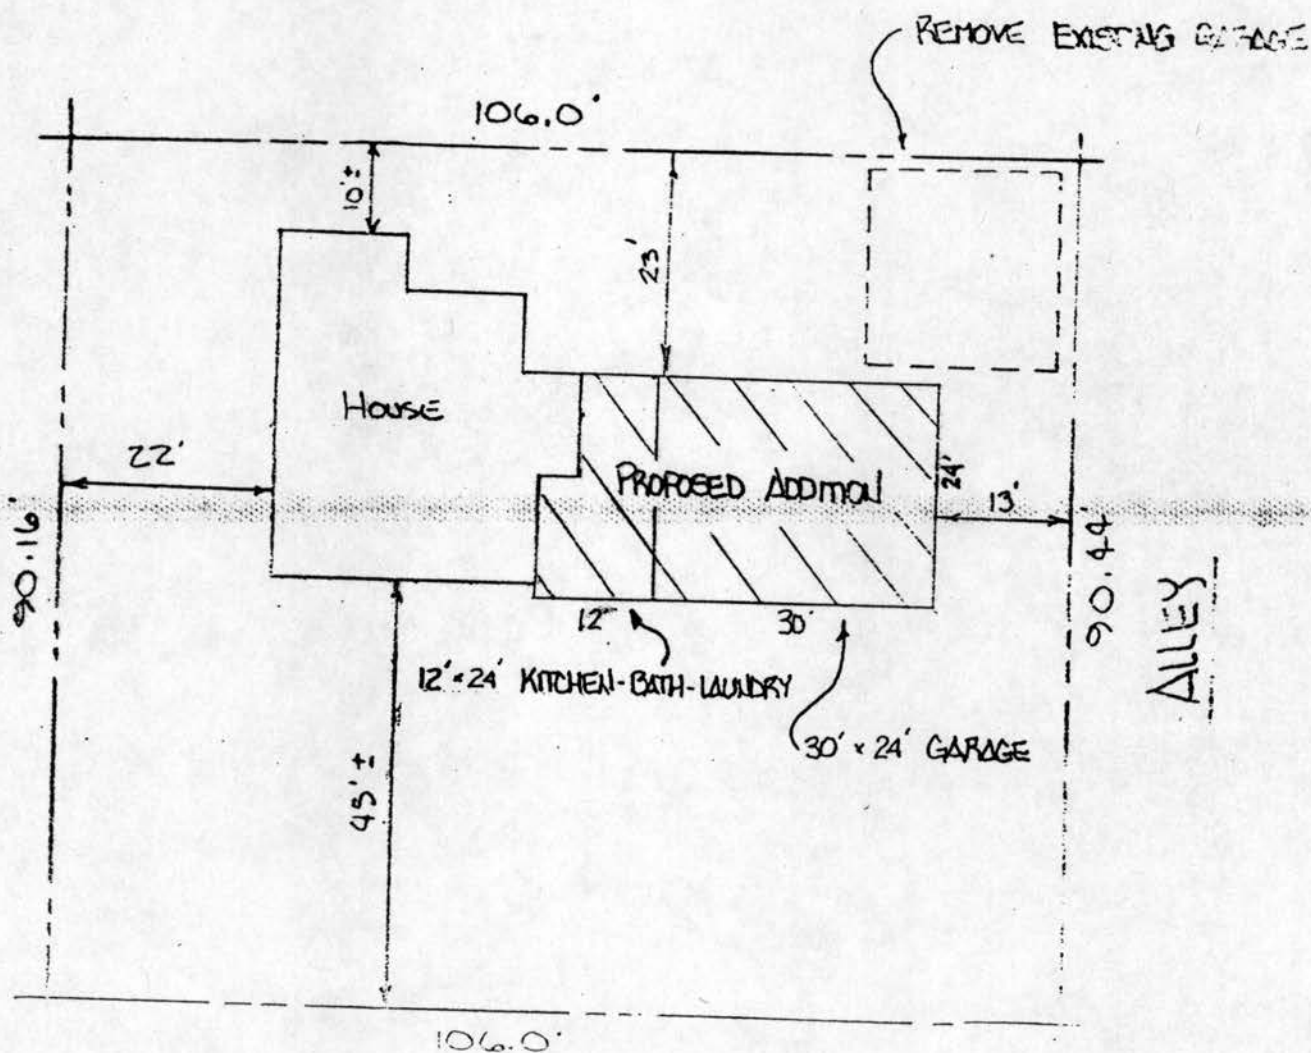 REMOVE EXISTING GARAGE
106.0'
10'±
23'
HOUSE
22'
PROPOSED ADDITION
24'
13'
90.16'
90.44'
ALLEY
12'
30'
12'×24' KITCHEN-BATH-LAUNDRY
30'×24' GARAGE
45'±
106.0'